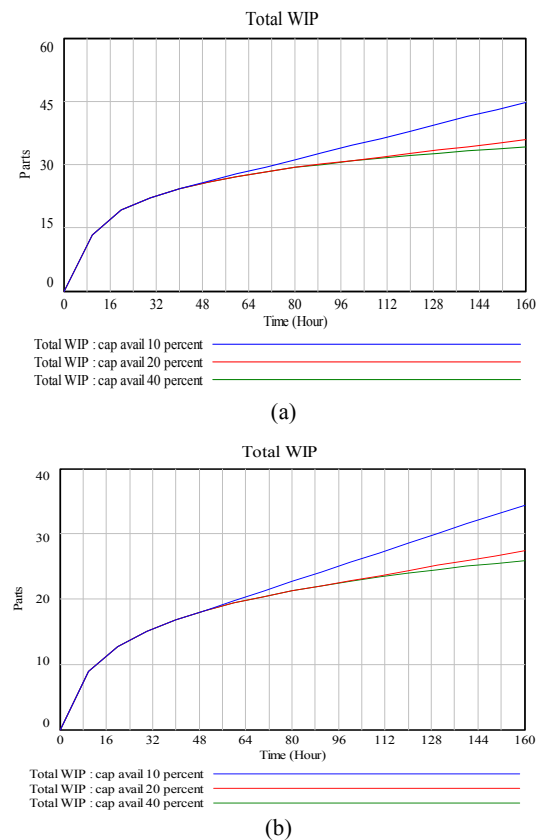 Total WIP
60
45
30
15
0
Parts
0 16 32 48 64 80 96 112 128 144 160
Time (Hour)
Total WIP : cap avail 10 percent
Total WIP : cap avail 20 percent
Total WIP : cap avail 40 percent
(a)
Total WIP
40
30
20
10
0
Parts
0 16 32 48 64 80 96 112 128 144 160
Time (Hour)
Total WIP : cap avail 10 percent
Total WIP : cap avail 20 percent
Total WIP : cap avail 40 percent
(b)